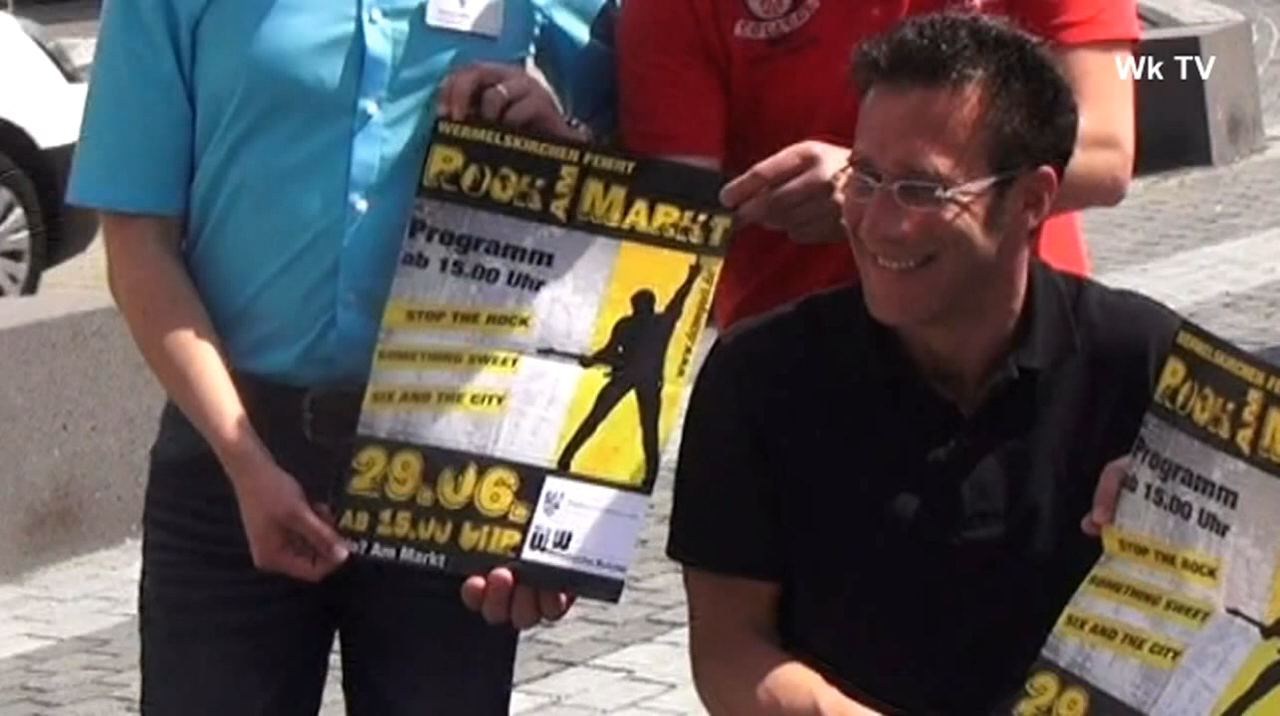 Wk TV
WERMELSKIRCHEN FEIERT
ROCK AM MARKT
Programm
ab 15.00 Uhr
STOP THE ROCK
SOMETHING SWEET
SIX AND THE CITY
29.06.
AB 15.00 UHR
Wo? Am Markt
WERMELSKIRCHEN
ROCK AM
Programm
ab 15.00 Uhr
STOP THE ROCK
SOMETHING SWEET
SIX AND THE CITY
29